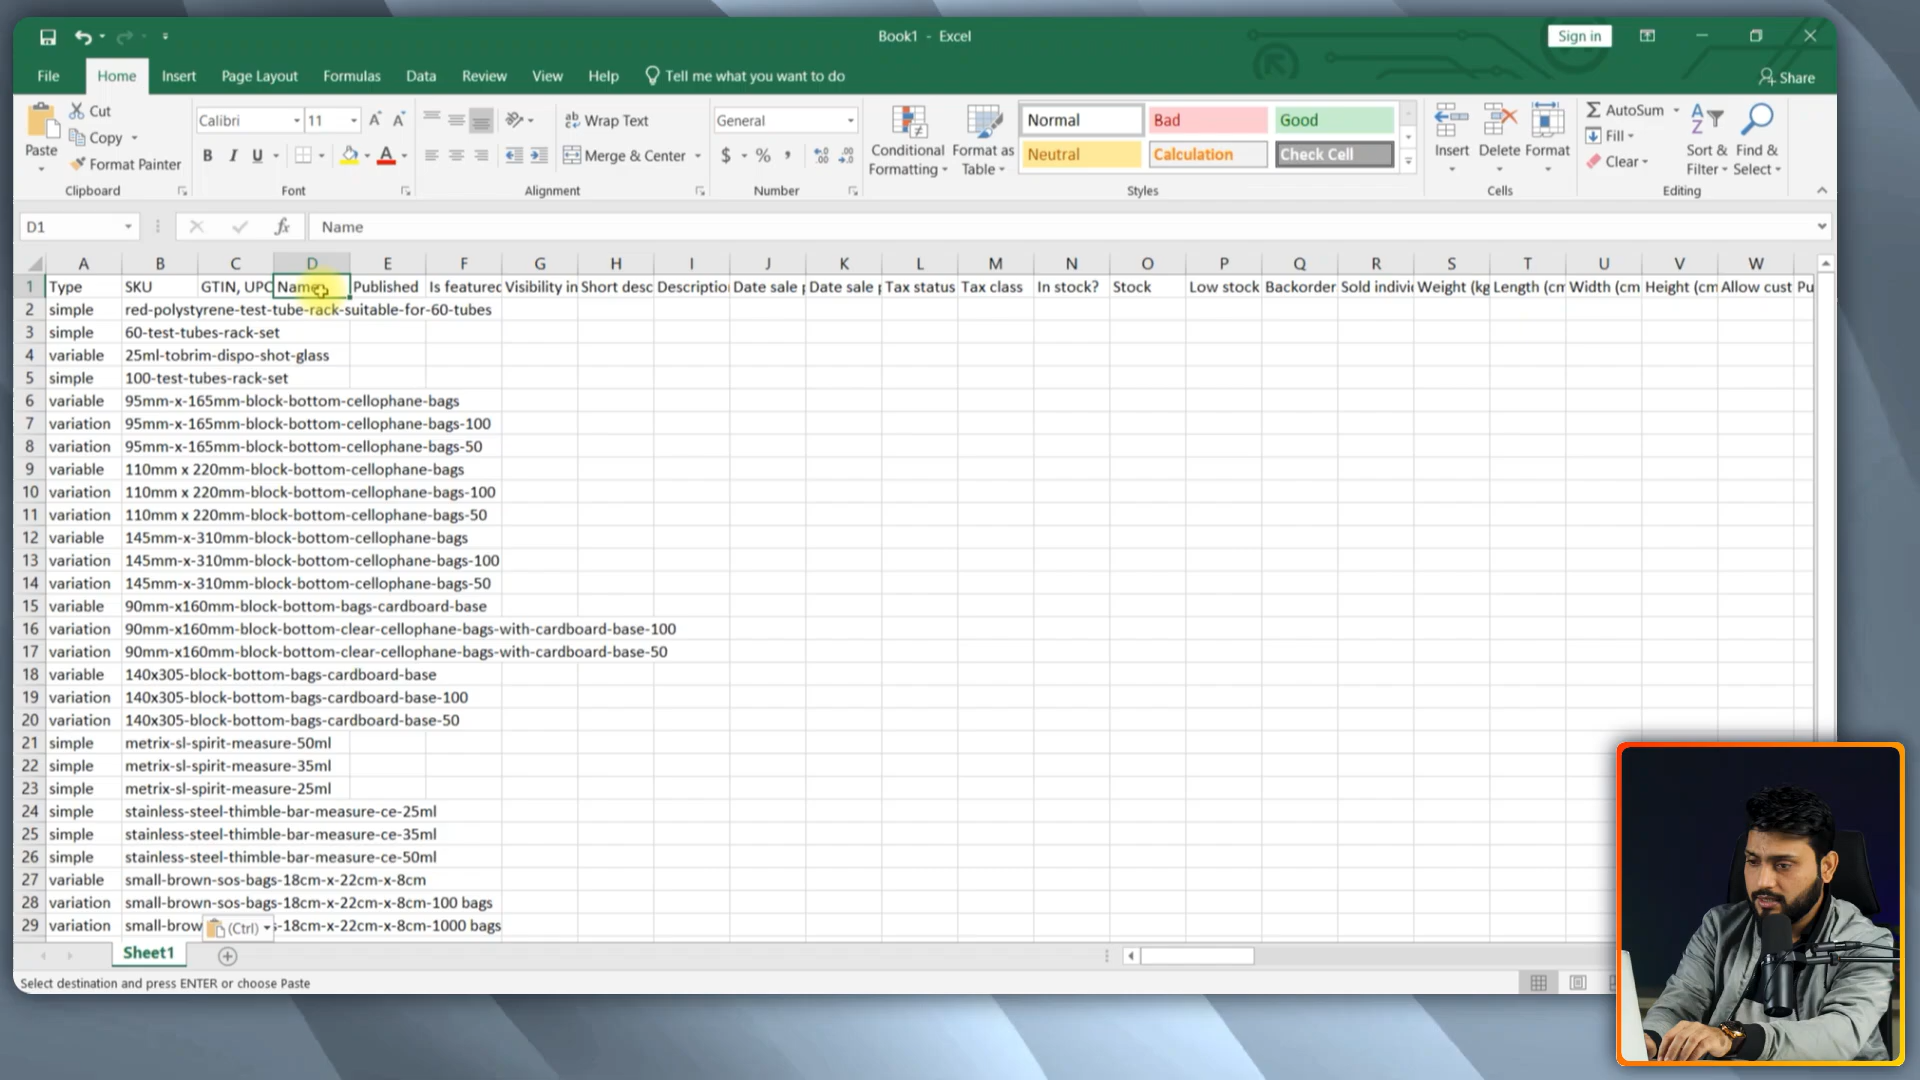 Book1 - Excel
Sign in
File Home Insert Page Layout Formulas Data Review View Help Tell me what you want to do
Share
Paste
Cut
Copy
Format Painter
Clipboard
Calibri 11
B I U
Font
Wrap Text
Merge & Center
Alignment
General
$ % ,
Number
Conditional
Formatting
Format as
Table
Normal Bad Good
Neutral Calculation Check Cell
Styles
Insert Delete Format
Cells
AutoSum
Fill
Clear
Sort &
Filter
Find &
Select
Editing
D1 fx Name
A B C D E F G H I J K L M N O P Q R S T U V W
1 Type SKU GTIN, UPC Name Published Is featured Visibility in Short desc Descriptio Date sale Date sale Tax status Tax class In stock? Stock Low stock Backorder Sold indivi Weight (kg Length (cm Width (cm Height (cm Allow cust Pu
2 simple red-polystyrene-test-tube-rack-suitable-for-60-tubes
3 simple 60-test-tubes-rack-set
4 variable 25ml-tobrim-dispo-shot-glass
5 simple 100-test-tubes-rack-set
6 variable 95mm-x-165mm-block-bottom-cellophane-bags
7 variation 95mm-x-165mm-block-bottom-cellophane-bags-100
8 variation 95mm-x-165mm-block-bottom-cellophane-bags-50
9 variable 110mm x 220mm-block-bottom-cellophane-bags
10 variation 110mm x 220mm-block-bottom-cellophane-bags-100
11 variation 110mm x 220mm-block-bottom-cellophane-bags-50
12 variable 145mm-x-310mm-block-bottom-cellophane-bags
13 variation 145mm-x-310mm-block-bottom-cellophane-bags-100
14 variation 145mm-x-310mm-block-bottom-cellophane-bags-50
15 variable 90mm-x160mm-block-bottom-bags-cardboard-base
16 variation 90mm-x160mm-block-bottom-clear-cellophane-bags-with-cardboard-base-100
17 variation 90mm-x160mm-block-bottom-clear-cellophane-bags-with-cardboard-base-50
18 variable 140x305-block-bottom-bags-cardboard-base
19 variation 140x305-block-bottom-bags-cardboard-base-100
20 variation 140x305-block-bottom-bags-cardboard-base-50
21 simple metrix-sl-spirit-measure-50ml
22 simple metrix-sl-spirit-measure-35ml
23 simple metrix-sl-spirit-measure-25ml
24 simple stainless-steel-thimble-bar-measure-ce-25ml
25 simple stainless-steel-thimble-bar-measure-ce-35ml
26 simple stainless-steel-thimble-bar-measure-ce-50ml
27 variable small-brown-sos-bags-18cm-x-22cm-x-8cm
28 variation small-brown-sos-bags-18cm-x-22cm-x-8cm-100 bags
29 variation small-brow (Ctrl) -18cm-x-22cm-x-8cm-1000 bags
Sheet1
Select destination and press ENTER or choose Paste